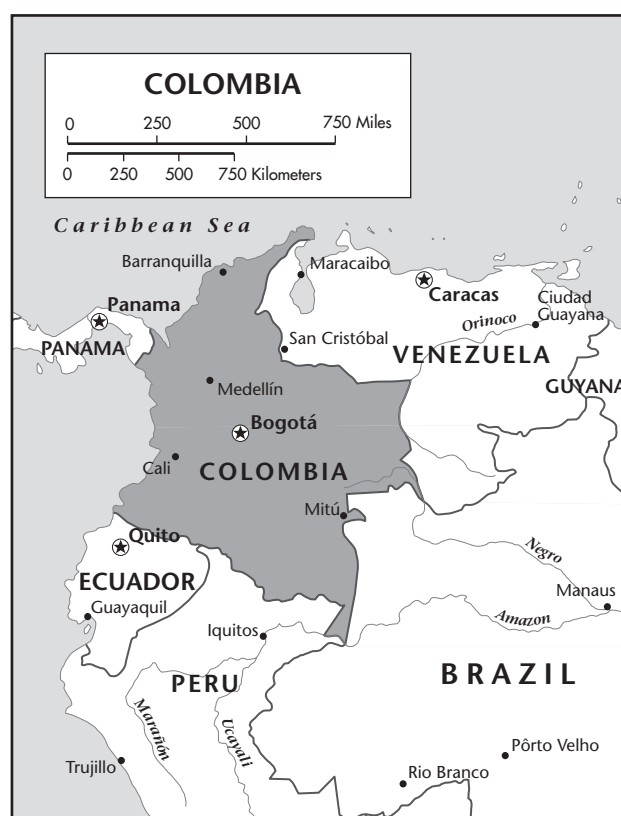 COLOMBIA
0 250 500 750 Miles
0 250 500 750 Kilometers
Caribbean Sea
Barranquilla
Maracaibo
Caracas
Ciudad
Guayana
Panama
Orinoco
PANAMA
San Cristóbal
VENEZUELA
GUYANA
Medellín
Bogotá
Cali
COLOMBIA
Mitú
Quito
Negro
ECUADOR
Manaus
Guayaquil
Amazon
Iquitos
BRAZIL
PERU
Marañón
Ucayali
Pôrto Velho
Trujillo
Rio Branco